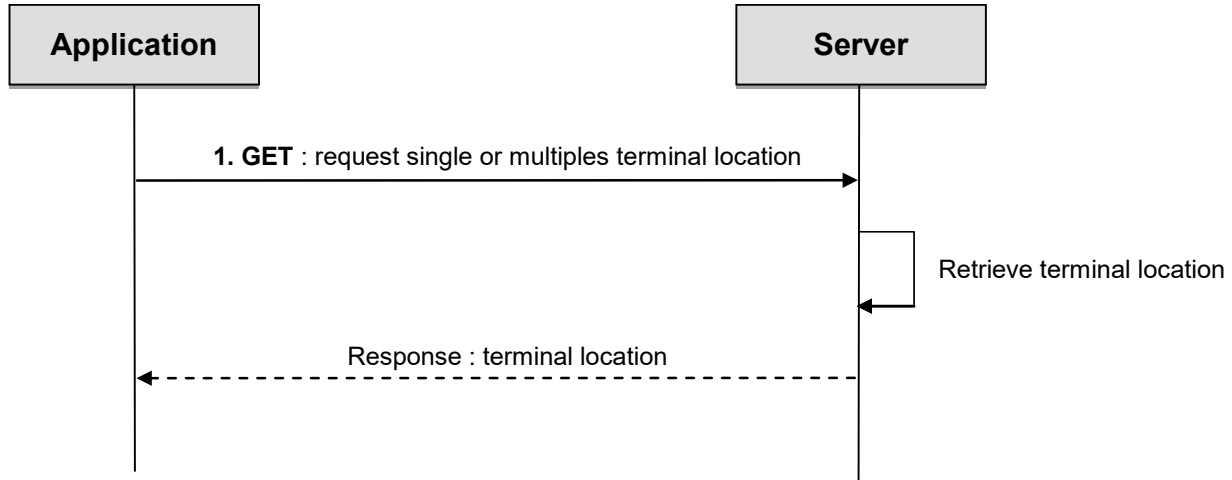 Application
Server
1. GET : request single or multiples terminal location
Retrieve terminal location
Response : terminal location